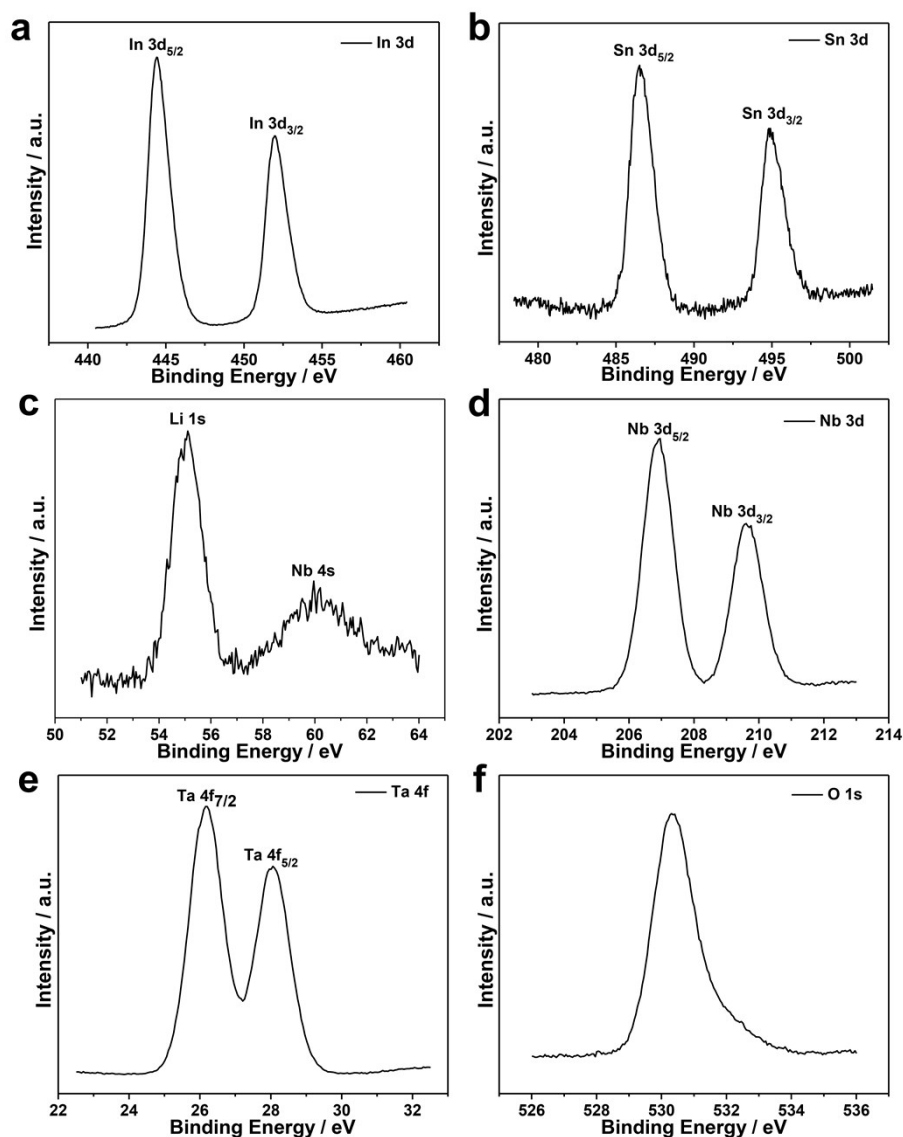 a
In 3d5/2
In 3d
In 3d3/2
Intensity / a.u.
440 445 450 455 460
Binding Energy / eV
b
Sn 3d5/2
Sn 3d
Sn 3d3/2
Intensity / a.u.
480 485 490 495 500
Binding Energy / eV
c
Li 1s
Nb 4s
Intensity / a.u.
50 52 54 56 58 60 62 64
Binding Energy / eV
d
Nb 3d5/2
Nb 3d
Nb 3d3/2
Intensity / a.u.
202 204 206 208 210 212 214
Binding Energy / eV
e
Ta 4f7/2
Ta 4f
Ta 4f5/2
Intensity / a.u.
22 24 26 28 30 32
Binding Energy / eV
f
O 1s
Intensity / a.u.
526 528 530 532 534 536
Binding Energy / eV